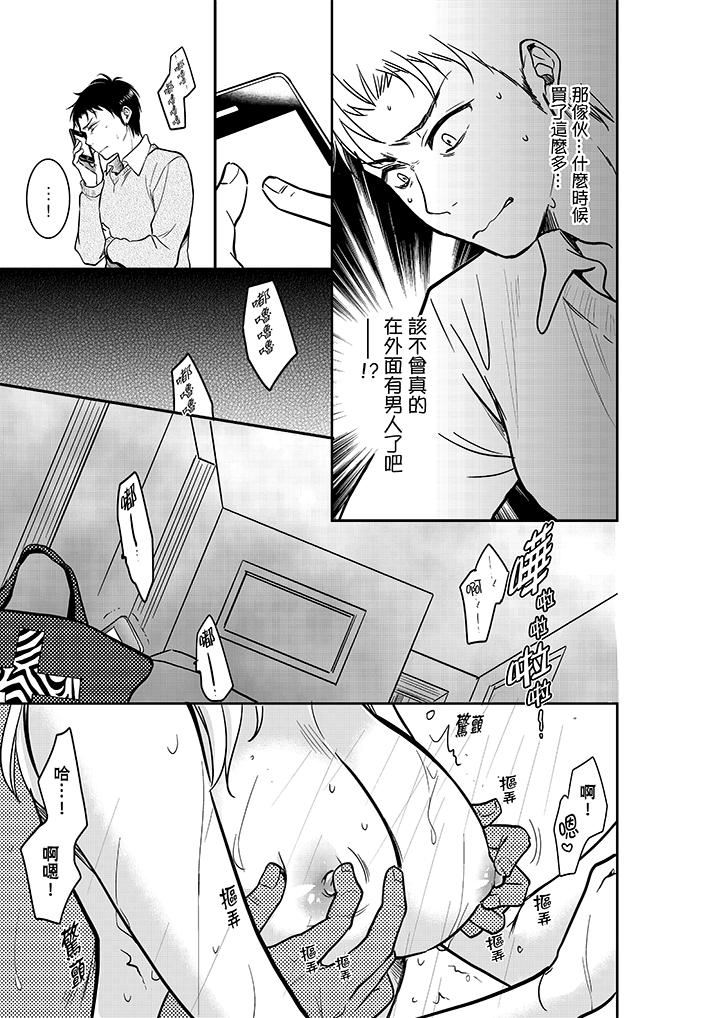 那傢伙…什麼時候
買了這麼多…
該不會真的
在外面有男人了吧
——!?
嘟嚕嚕嚕
…！
嘟嚕嚕嚕
嘟嚕嚕嚕
嘟——
嘟——
嘩啦啦啦啦！
啊——
啊！
嗯♡
驚顫
摳弄
摳弄
摳弄
摳弄
摳弄
摳弄
哈…！
啊嗯！
驚顫